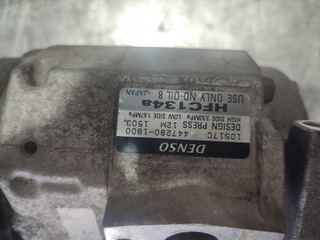 DENSO
10S17C 447280-1800
DESIGN PRESS 12M 1503,
HIGH SIDE 3.53MPa LOW SIDE 1.67MPa
HFC134a
USE ONLY ND-OIL 8
JAPAN